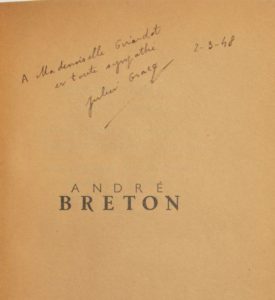 A Mademoiselle Girardot
en toute sympathie
Julien Gracq
2-3-48
ANDRÉ
BRETON